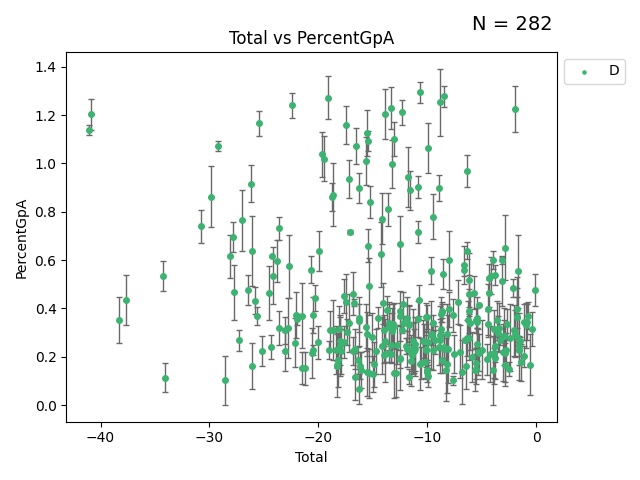 N = 282
Total vs PercentGpA
D
1.4
1.2
1.0
0.8
0.6
0.4
0.2
0.0
PercentGpA
−40 −30 −20 −10 0
Total